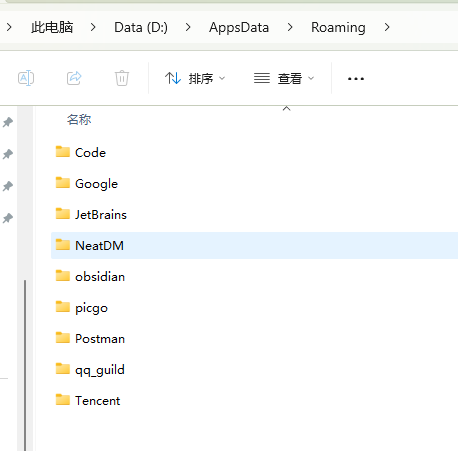 此电脑 Data (D:) AppsData Roaming
排序 查看
名称
Code
Google
JetBrains
NeatDM
obsidian
picgo
Postman
qq_guild
Tencent